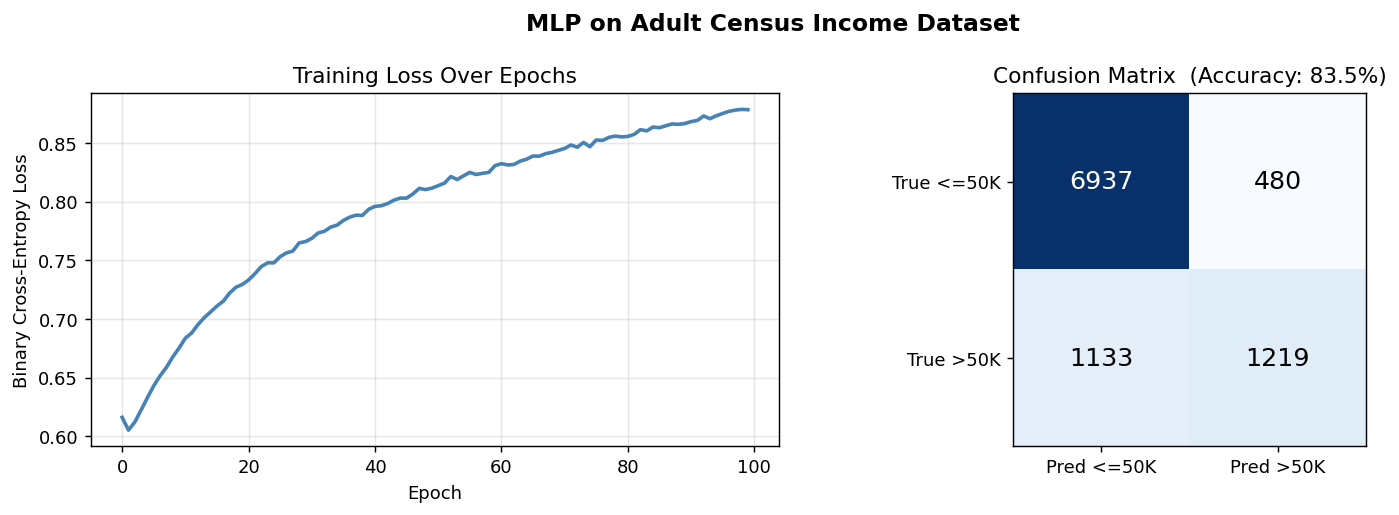 MLP on Adult Census Income Dataset
Training Loss Over Epochs
Binary Cross-Entropy Loss
0.85
0.80
0.75
0.70
0.65
0.60
0 20 40 60 80 100
Epoch
Confusion Matrix (Accuracy: 83.5%)
True <=50K 6937 480
True >50K 1133 1219
Pred <=50K Pred >50K